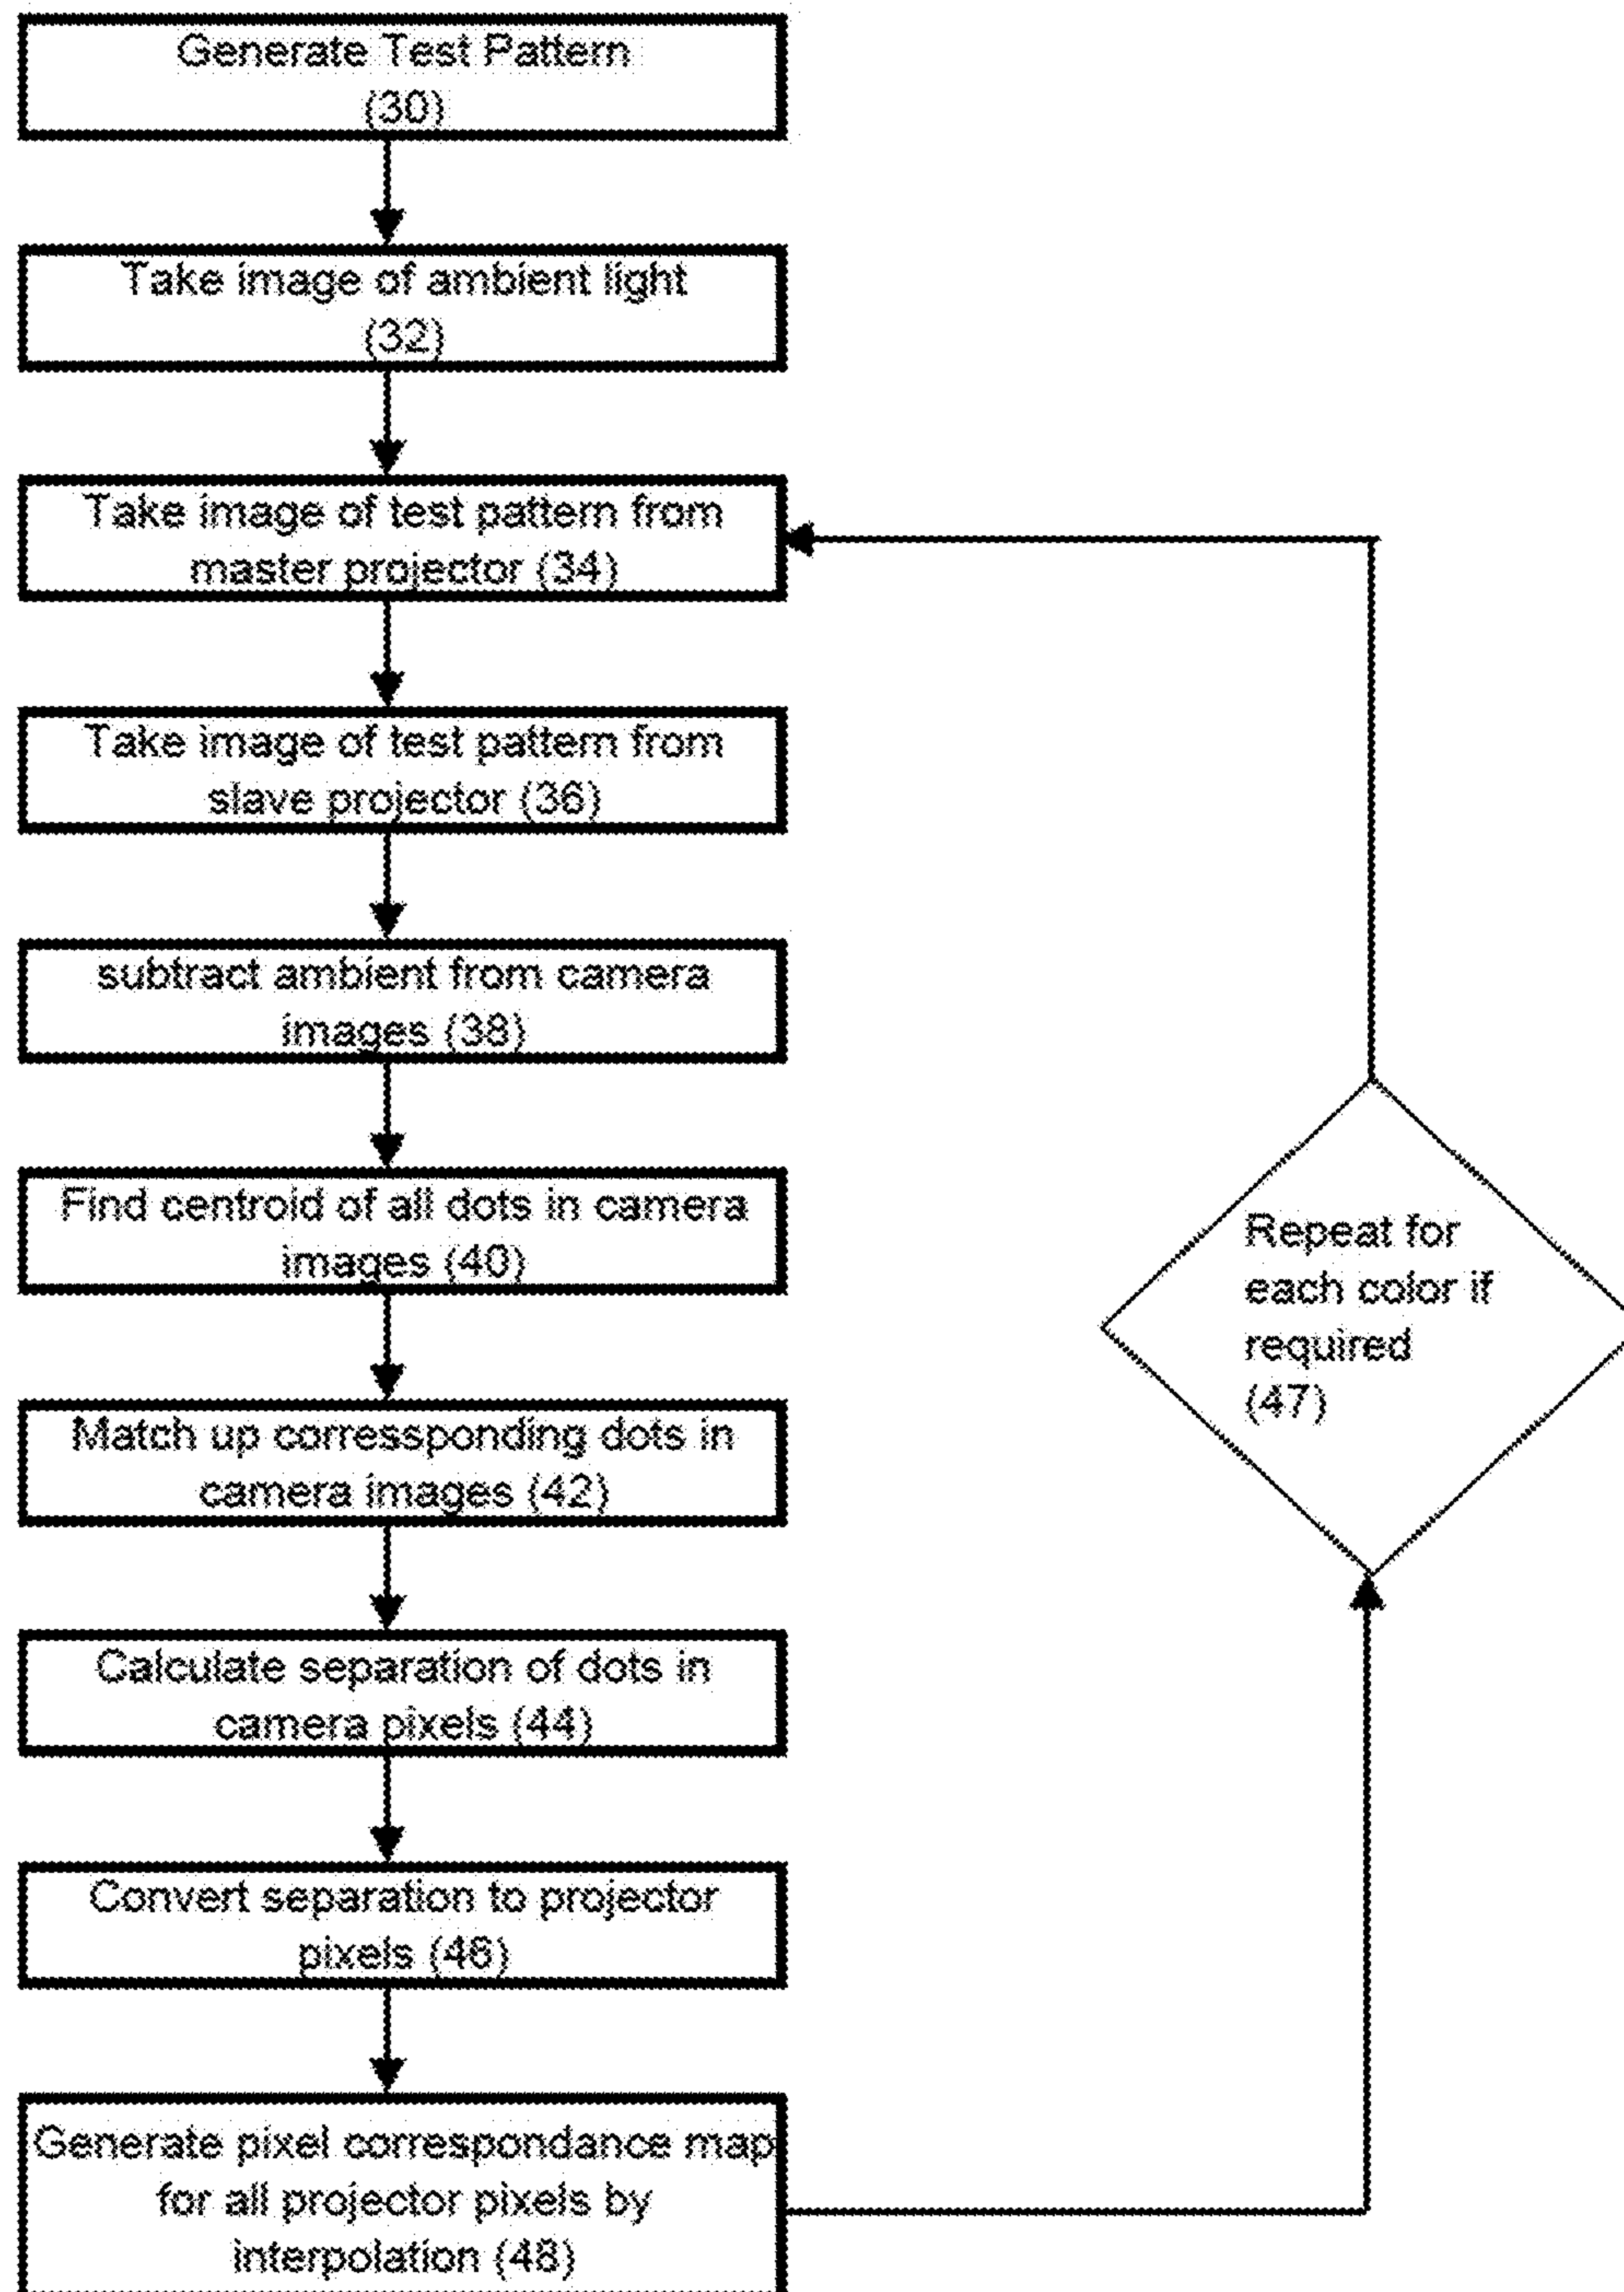 Generate Test Pattern
(30)
Take image of ambient light
(32)
Take image of test pattern from
master projector (34)
Take image of test pattern from
slave projector (36)
subtract ambient from camera
images (38)
Find centroid of all dots in camera
images (40)
Match up corressponding dots in
camera images (42)
Calculate separation of dots in
camera pixels (44)
Convert separation to projector
pixels (46)
Generate pixel correspondance map
for all projector pixels by
interpolation (48)
Repeat for
each color if
required
(47)